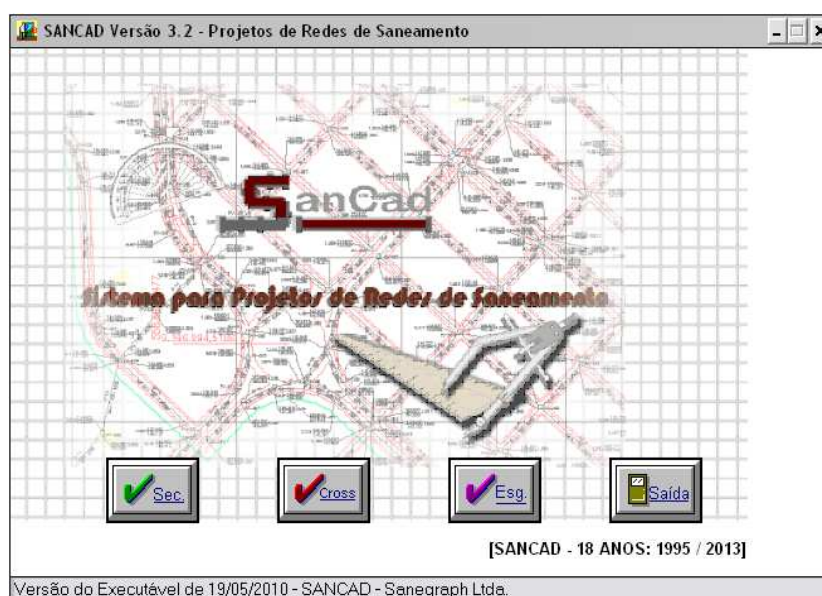 SANCAD Versão 3.2 - Projetos de Redes de Saneamento
SanCad
Sistema para Projetos de Redes de Saneamento
Sec.
Cross
Esg.
Saída
[SANCAD - 18 ANOS: 1995 / 2013]
Versão do Executável de 19/05/2010 - SANCAD - Sanegraph Ltda.